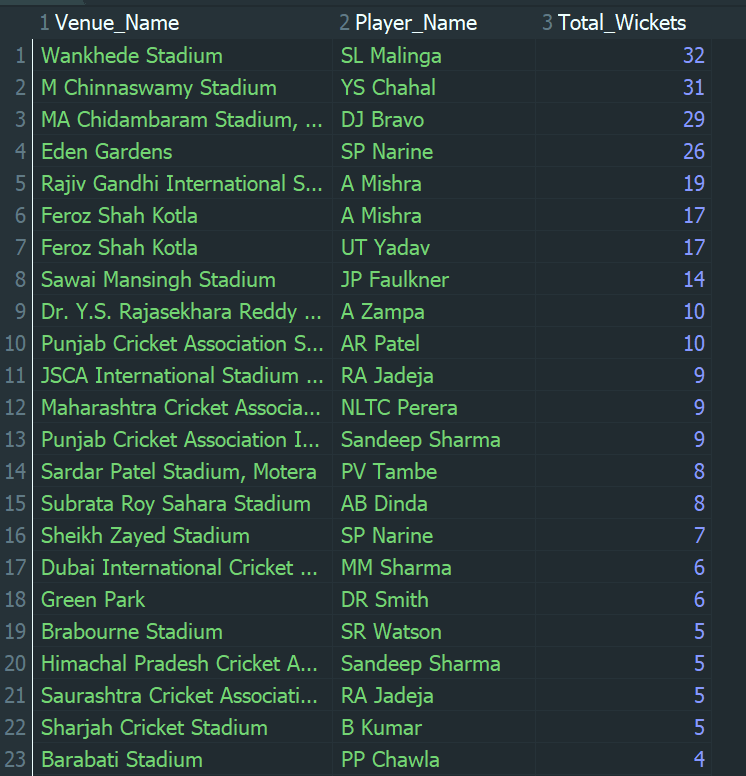 1 Venue_Name 2 Player_Name 3 Total_Wickets
1 Wankhede Stadium SL Malinga 32
2 M Chinnaswamy Stadium YS Chahal 31
3 MA Chidambaram Stadium, ... DJ Bravo 29
4 Eden Gardens SP Narine 26
5 Rajiv Gandhi International S... A Mishra 19
6 Feroz Shah Kotla A Mishra 17
7 Feroz Shah Kotla UT Yadav 17
8 Sawai Mansingh Stadium JP Faulkner 14
9 Dr. Y.S. Rajasekhara Reddy ... A Zampa 10
10 Punjab Cricket Association S... AR Patel 10
11 JSCA International Stadium ... RA Jadeja 9
12 Maharashtra Cricket Associa... NLTC Perera 9
13 Punjab Cricket Association I... Sandeep Sharma 9
14 Sardar Patel Stadium, Motera PV Tambe 8
15 Subrata Roy Sahara Stadium AB Dinda 8
16 Sheikh Zayed Stadium SP Narine 7
17 Dubai International Cricket ... MM Sharma 6
18 Green Park DR Smith 6
19 Brabourne Stadium SR Watson 5
20 Himachal Pradesh Cricket A... Sandeep Sharma 5
21 Saurashtra Cricket Associati... RA Jadeja 5
22 Sharjah Cricket Stadium B Kumar 5
23 Barabati Stadium PP Chawla 4